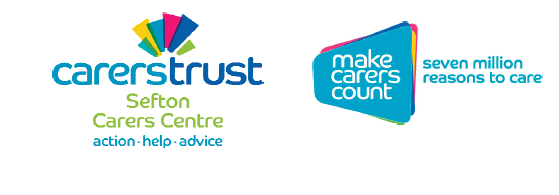 carerstrust
Sefton
Carers Centre
action·help·advice
make
carers
count
seven million
reasons to care